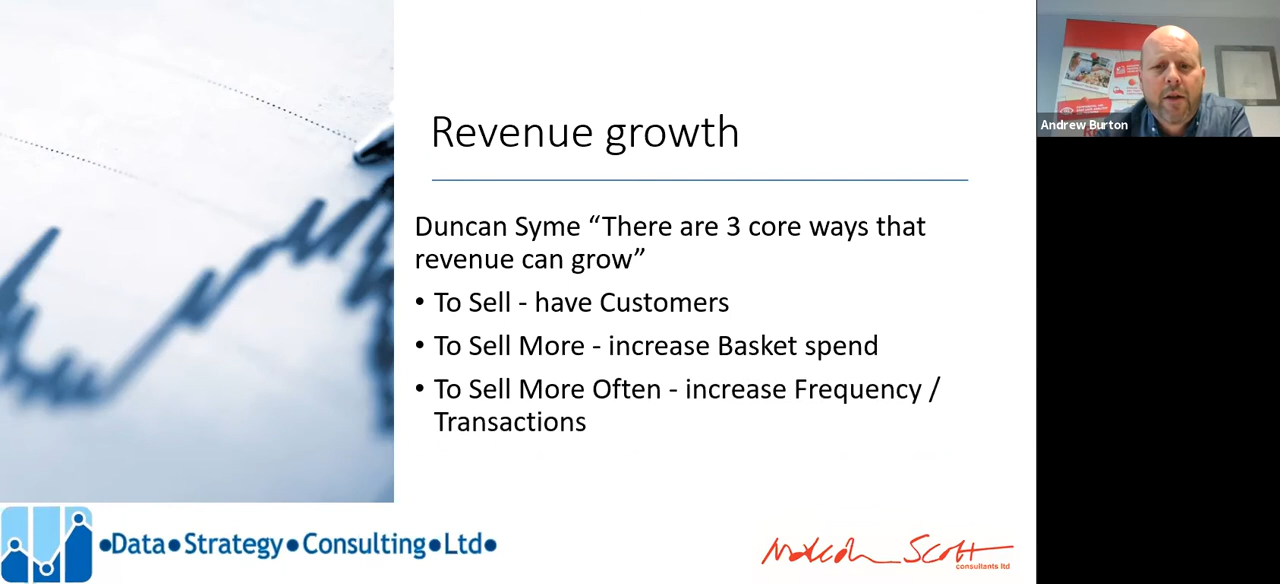 Revenue growth
Duncan Syme “There are 3 core ways that
revenue can grow”
• To Sell - have Customers
• To Sell More - increase Basket spend
• To Sell More Often - increase Frequency /
Transactions
•Data•Strategy•Consulting•Ltd•
Malcolm Scott
consultants ltd
Andrew Burton